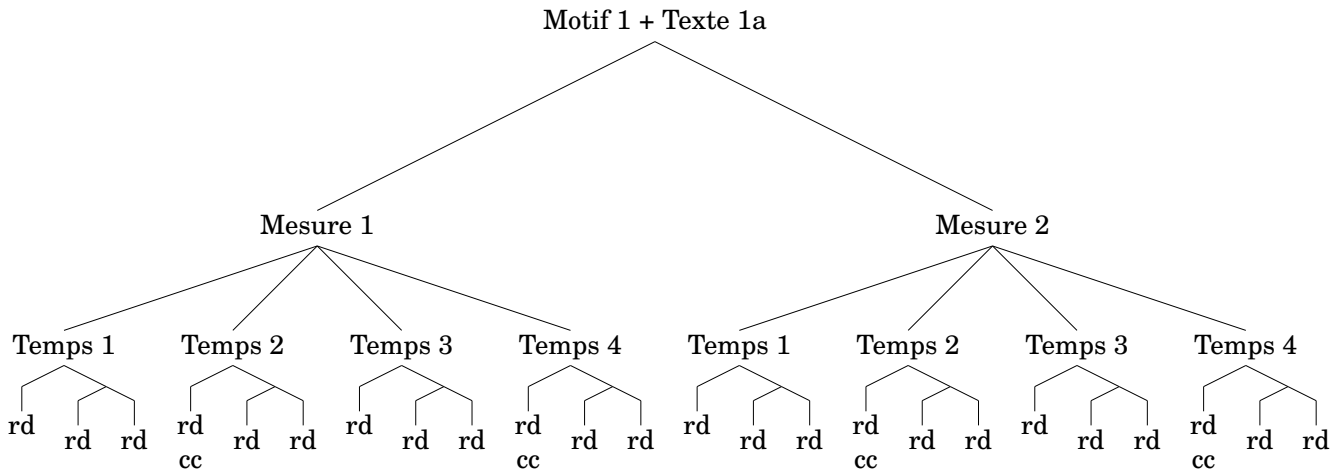 Motif 1 + Texte 1a
Mesure 1 Mesure 2
Temps 1 Temps 2 Temps 3 Temps 4 Temps 1 Temps 2 Temps 3 Temps 4
rd rd rd rd rd rd rd rd
rd rd rd rd rd rd rd rd rd rd rd rd rd rd rd rd
cc cc cc cc